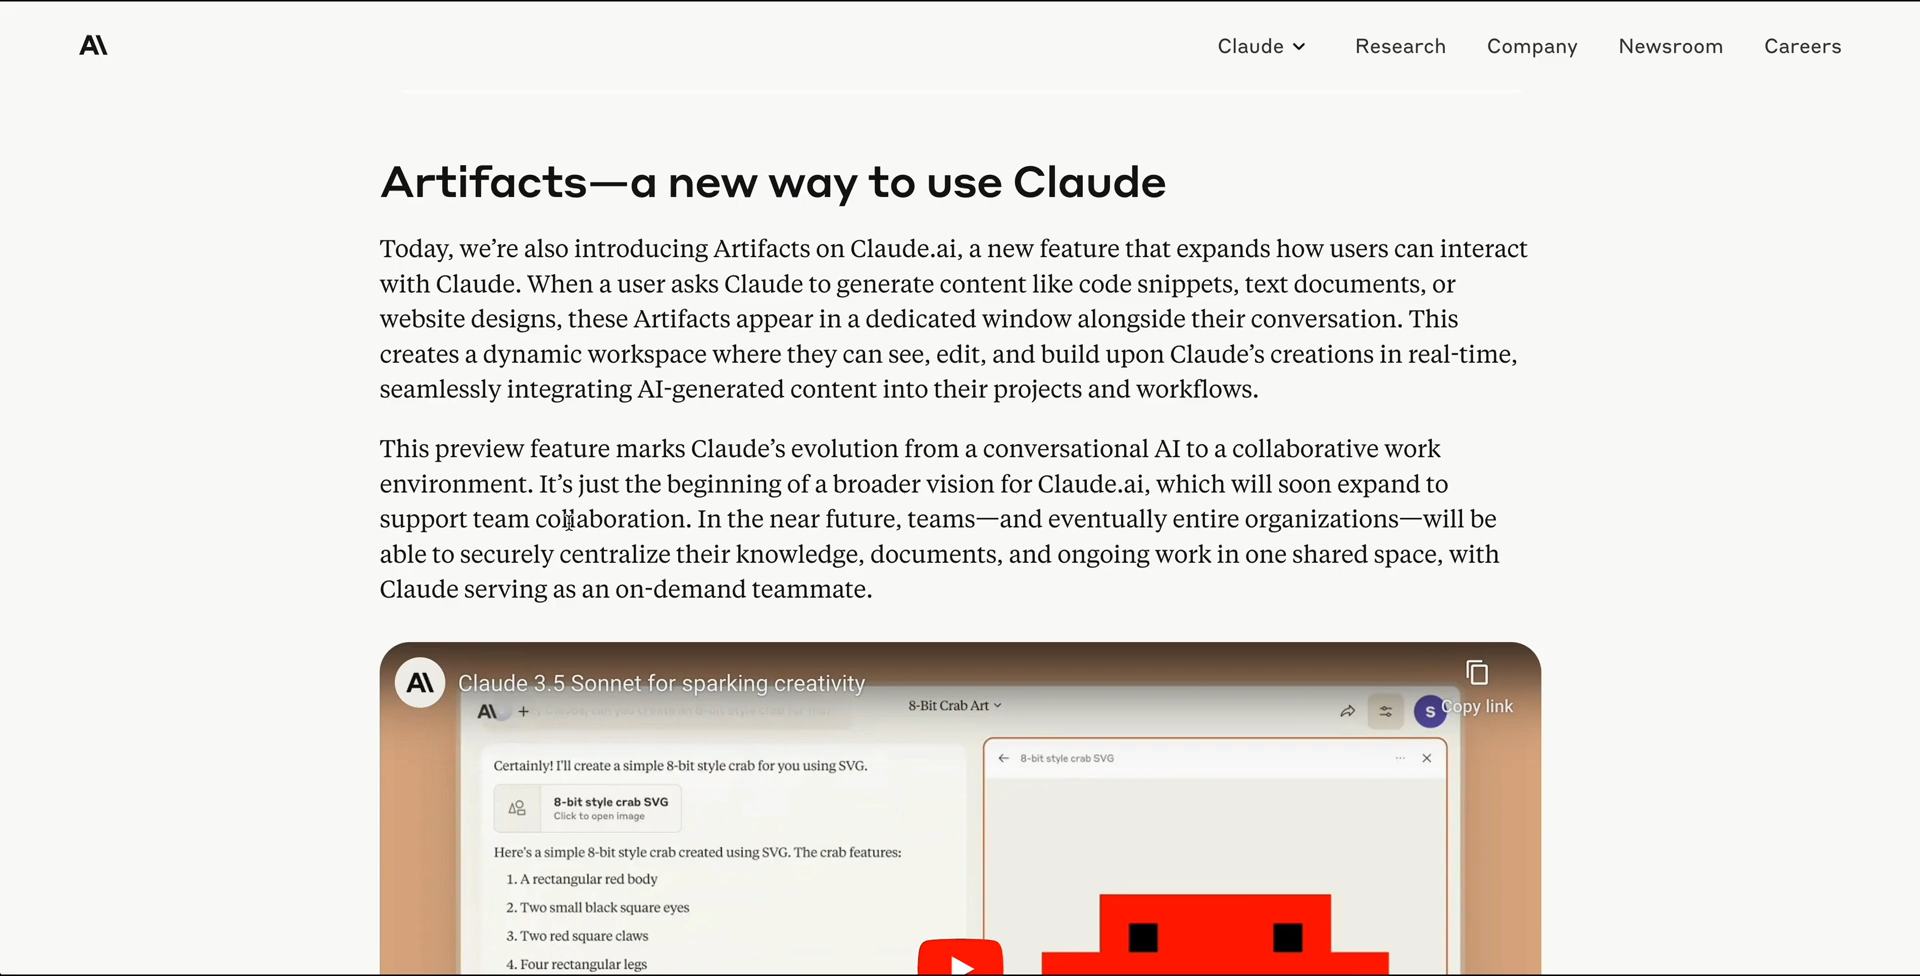 A\
Claude
Research
Company
Newsroom
Careers
Artifacts—a new way to use Claude
Today, we’re also introducing Artifacts on Claude.ai, a new feature that expands how users can interact
with Claude. When a user asks Claude to generate content like code snippets, text documents, or
website designs, these Artifacts appear in a dedicated window alongside their conversation. This
creates a dynamic workspace where they can see, edit, and build upon Claude’s creations in real-time,
seamlessly integrating AI-generated content into their projects and workflows.
This preview feature marks Claude’s evolution from a conversational AI to a collaborative work
environment. It’s just the beginning of a broader vision for Claude.ai, which will soon expand to
support team collaboration. In the near future, teams—and eventually entire organizations—will be
able to securely centralize their knowledge, documents, and ongoing work in one shared space, with
Claude serving as an on-demand teammate.
A\
Claude 3.5 Sonnet for sparking creativity
Copy link
A\ +
8-Bit Crab Art
S
Certainly! I'll create a simple 8-bit style crab for you using SVG.
8-bit style crab SVG
Click to open image
Here's a simple 8-bit style crab created using SVG. The crab features:
1. A rectangular red body
2. Two small black square eyes
3. Two red square claws
4. Four rectangular legs
8-bit style crab SVG